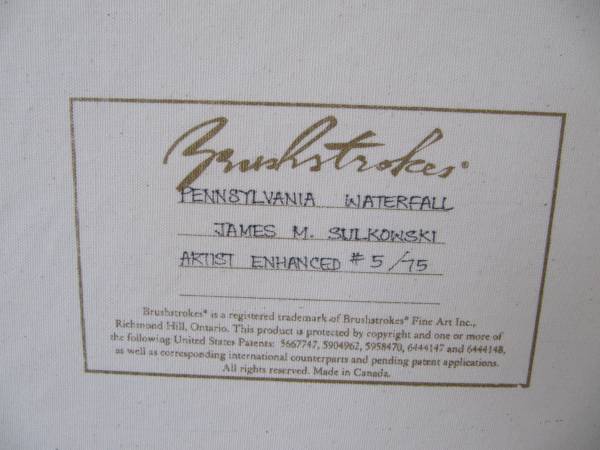 Brushstrokes®
PENNSYLVANIA WATERFALL
JAMES M. SULKOWSKI
ARTIST ENHANCED #5/75
Brushstrokes® is a registered trademark of Brushstrokes® Fine Art Inc.,
Richmond Hill, Ontario. This product is protected by copyright and one or more of
the following United States Patents: 5667747, 5904962, 5958470, 6444147 and 6444148,
as well as corresponding international counterparts and pending patent applications.
All rights reserved. Made in Canada.